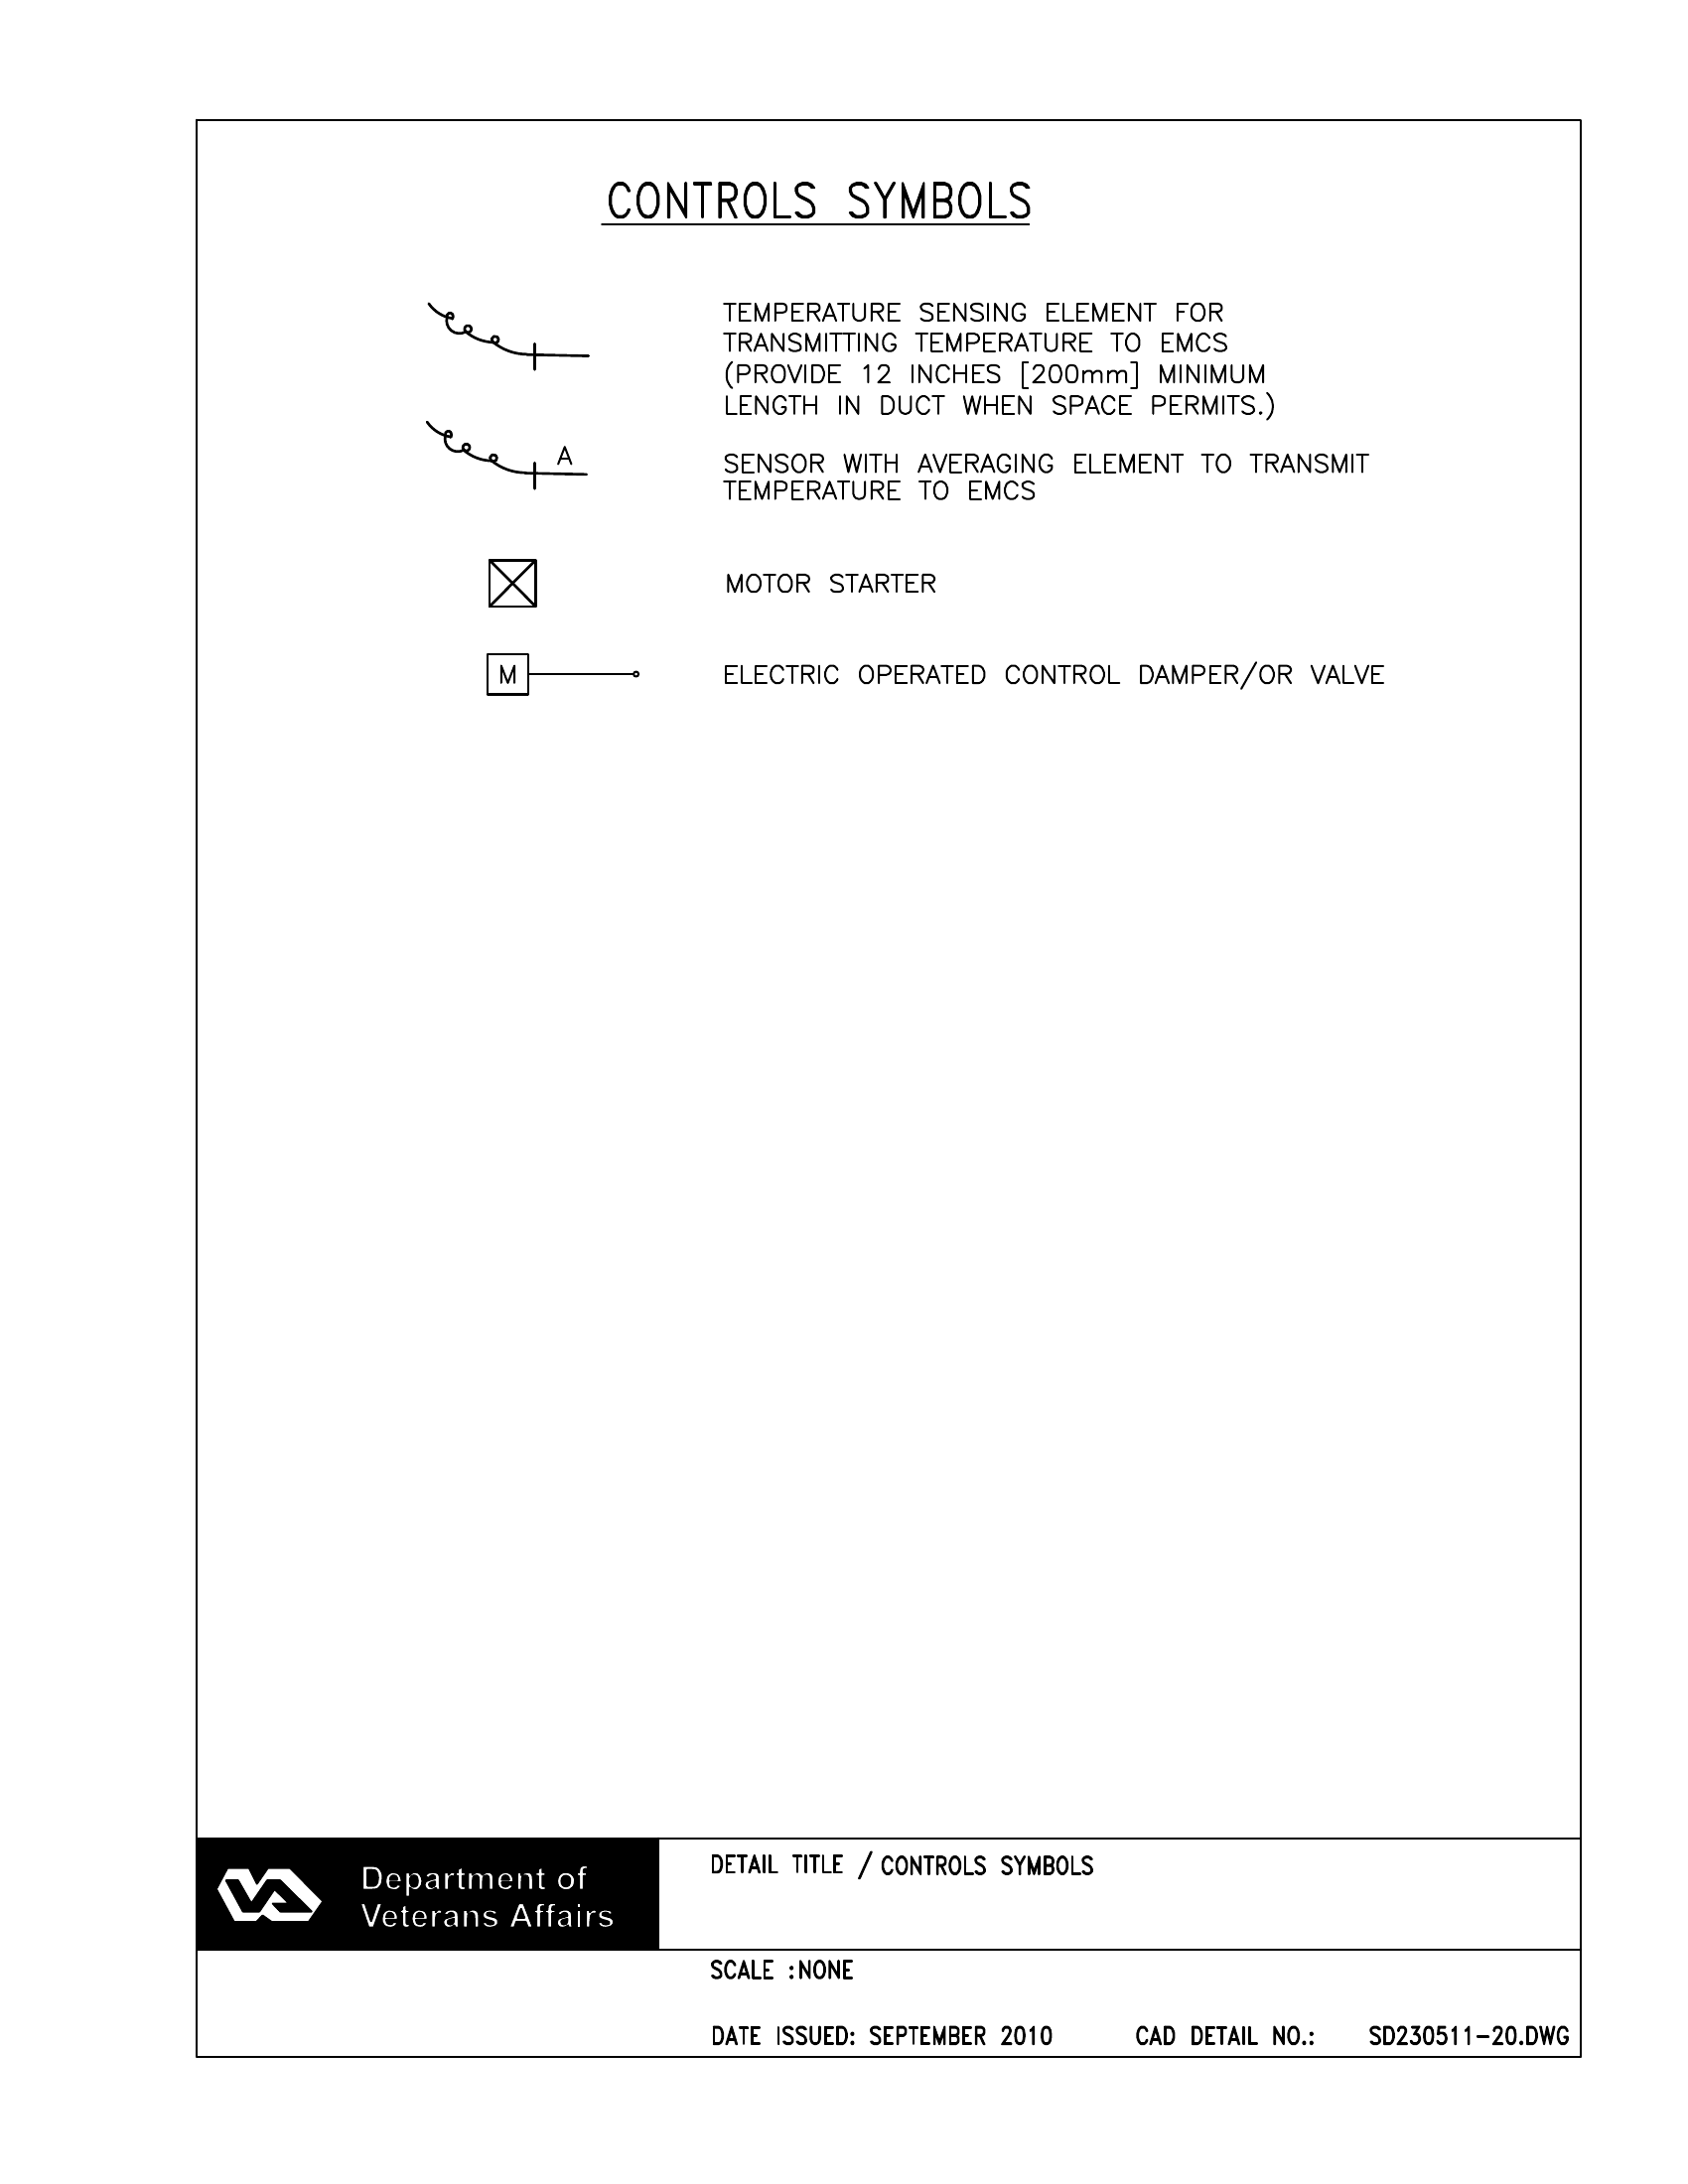 CONTROLS SYMBOLS
TEMPERATURE SENSING ELEMENT FOR
TRANSMITTING TEMPERATURE TO EMCS
(PROVIDE 12 INCHES [200mm] MINIMUM
LENGTH IN DUCT WHEN SPACE PERMITS.)
A
SENSOR WITH AVERAGING ELEMENT TO TRANSMIT
TEMPERATURE TO EMCS
MOTOR STARTER
M
ELECTRIC OPERATED CONTROL DAMPER/OR VALVE
Department of
Veterans Affairs
DETAIL TITLE / CONTROLS SYMBOLS
SCALE :NONE
DATE ISSUED: SEPTEMBER 2010 CAD DETAIL NO.: SD230511-20.DWG